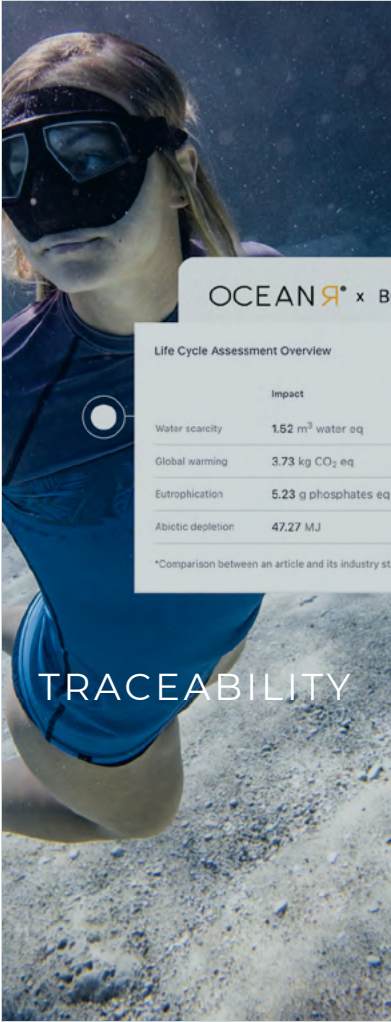 OCEANЯ® x B
Life Cycle Assessment Overview
Impact
Water scarcity 1.52 m³ water eq
Global warming 3.73 kg CO₂ eq
Eutrophication 5.23 g phosphates eq
Abiotic depletion 47.27 MJ
*Comparison between an article and its industry st
TRACEABILITY